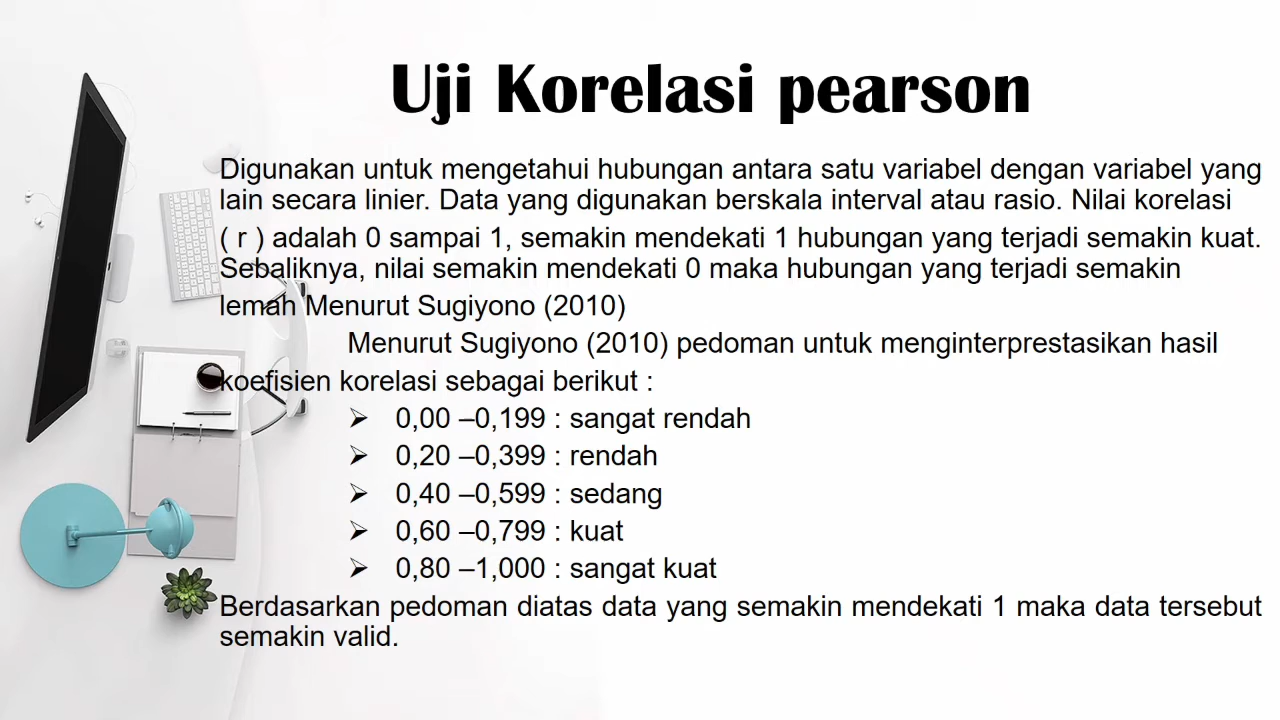 Uji Korelasi pearson
Digunakan untuk mengetahui hubungan antara satu variabel dengan variabel yang
lain secara linier. Data yang digunakan berskala interval atau rasio. Nilai korelasi
( r ) adalah 0 sampai 1, semakin mendekati 1 hubungan yang terjadi semakin kuat.
Sebaliknya, nilai semakin mendekati 0 maka hubungan yang terjadi semakin
lemah Menurut Sugiyono (2010)
Menurut Sugiyono (2010) pedoman untuk menginterprestasikan hasil
koefisien korelasi sebagai berikut :
➢ 0,00 –0,199 : sangat rendah
➢ 0,20 –0,399 : rendah
➢ 0,40 –0,599 : sedang
➢ 0,60 –0,799 : kuat
➢ 0,80 –1,000 : sangat kuat
Berdasarkan pedoman diatas data yang semakin mendekati 1 maka data tersebut
semakin valid.